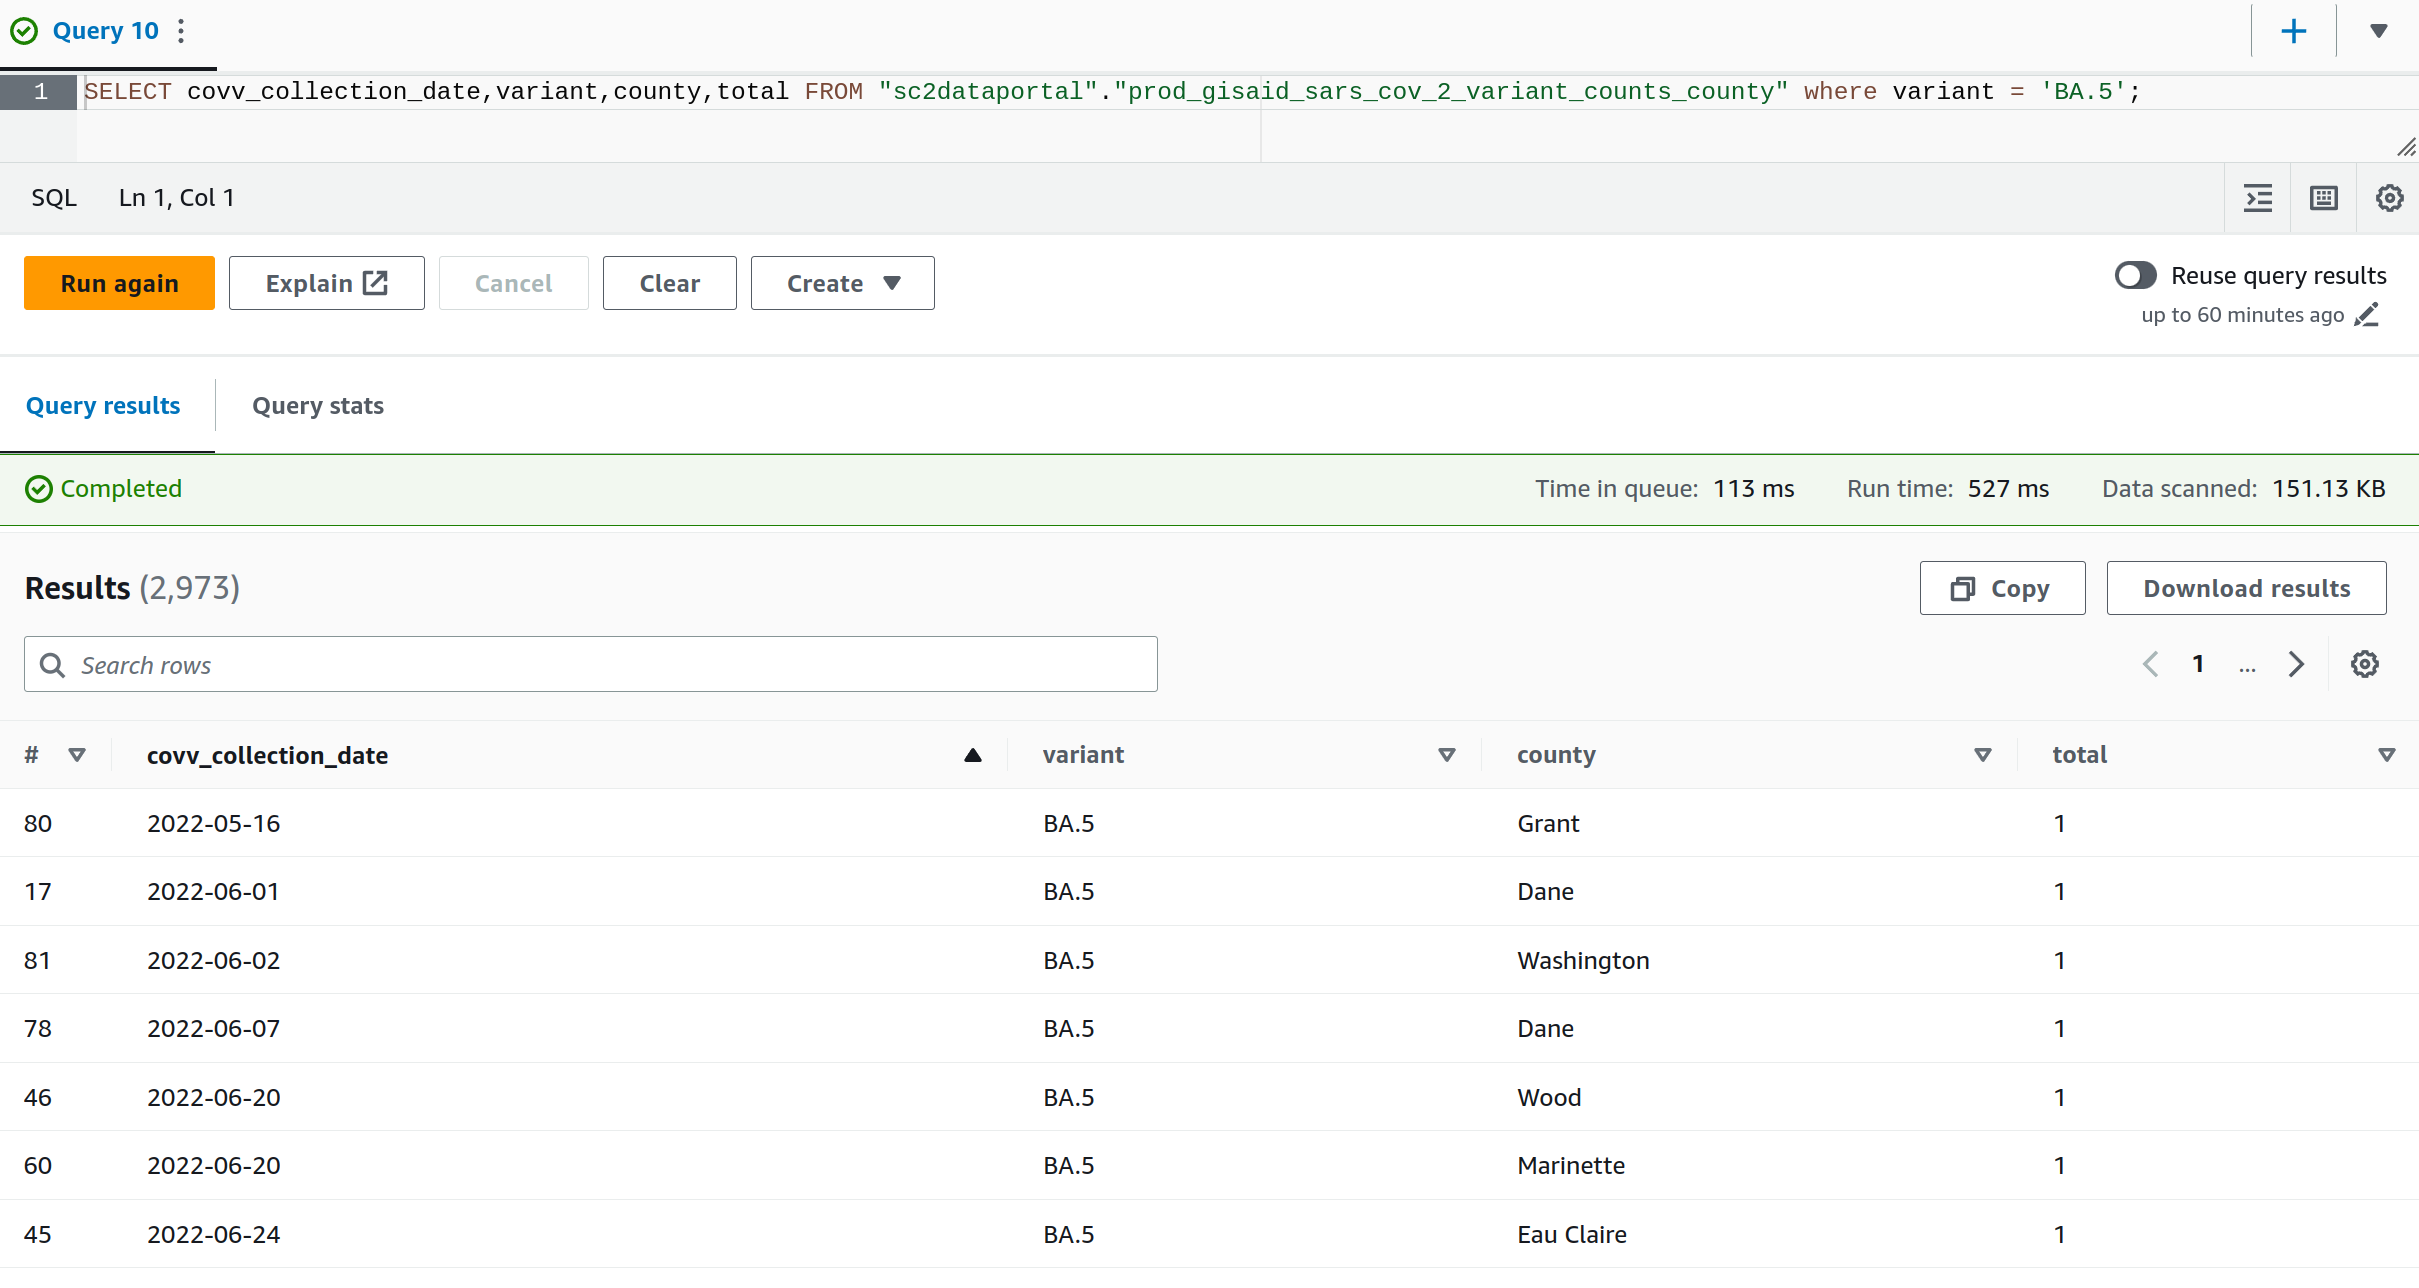 Query 10
1 SELECT covv_collection_date,variant,county,total FROM "sc2dataportal"."prod_gisaid_sars_cov_2_variant_counts_county" where variant = 'BA.5';
SQL Ln 1, Col 1
Run again Explain Cancel Clear Create Reuse query results
up to 60 minutes ago
Query results Query stats
Completed Time in queue: 113 ms Run time: 527 ms Data scanned: 151.13 KB
Results (2,973) Copy Download results
Search rows 1 ...
# covv_collection_date variant county total
80 2022-05-16 BA.5 Grant 1
17 2022-06-01 BA.5 Dane 1
81 2022-06-02 BA.5 Washington 1
78 2022-06-07 BA.5 Dane 1
46 2022-06-20 BA.5 Wood 1
60 2022-06-20 BA.5 Marinette 1
45 2022-06-24 BA.5 Eau Claire 1